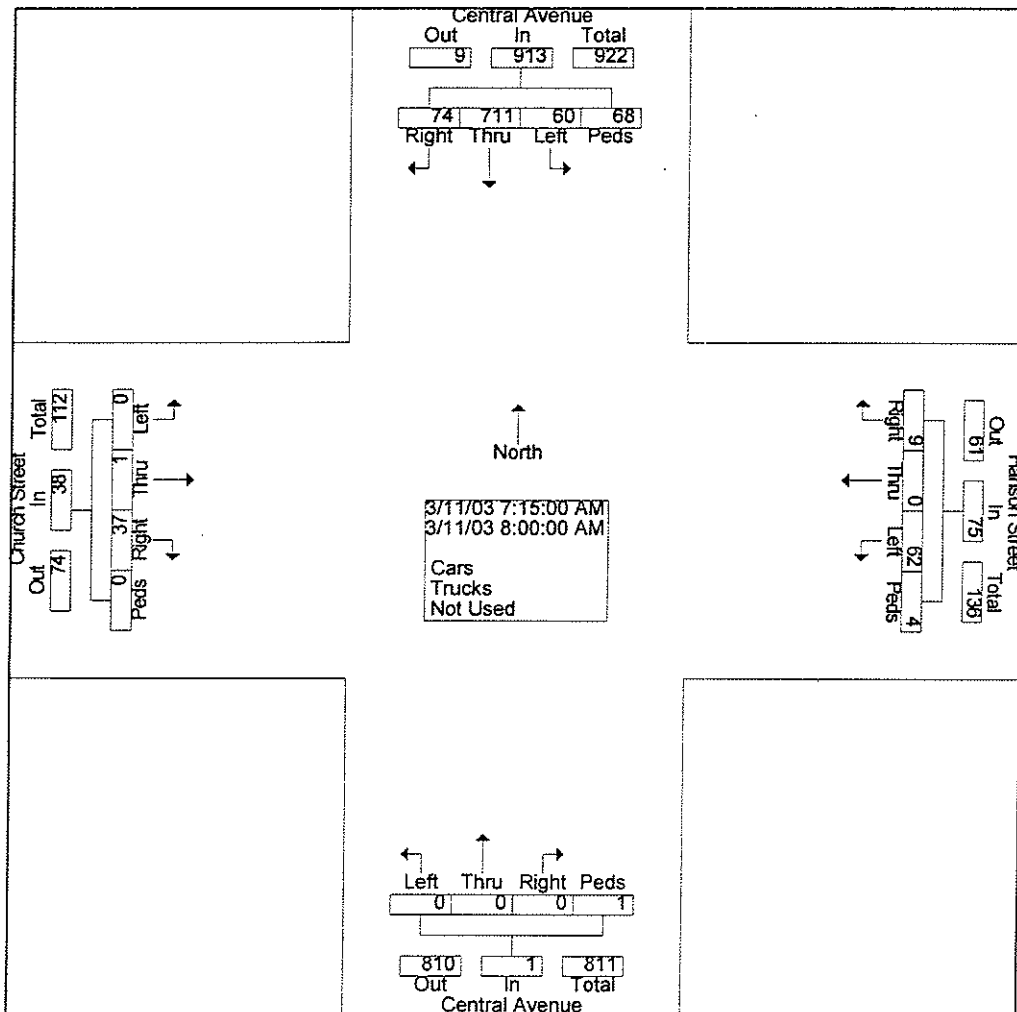 Central Avenue
Out In Total
9 913 922
74 711 60 68
Right Thru Left Peds
Church Street
Total In Out
112 38 74
0 1 37 0
Left Thru Right Peds
North
3/11/03 7:15:00 AM
3/11/03 8:00:00 AM
Cars
Trucks
Not Used
Right Thru Left Peds
9 0 62 4
Out In Total
61 75 136
Hanson Street
Left Thru Right Peds
0 0 0 1
810 1 811
Out In Total
Central Avenue